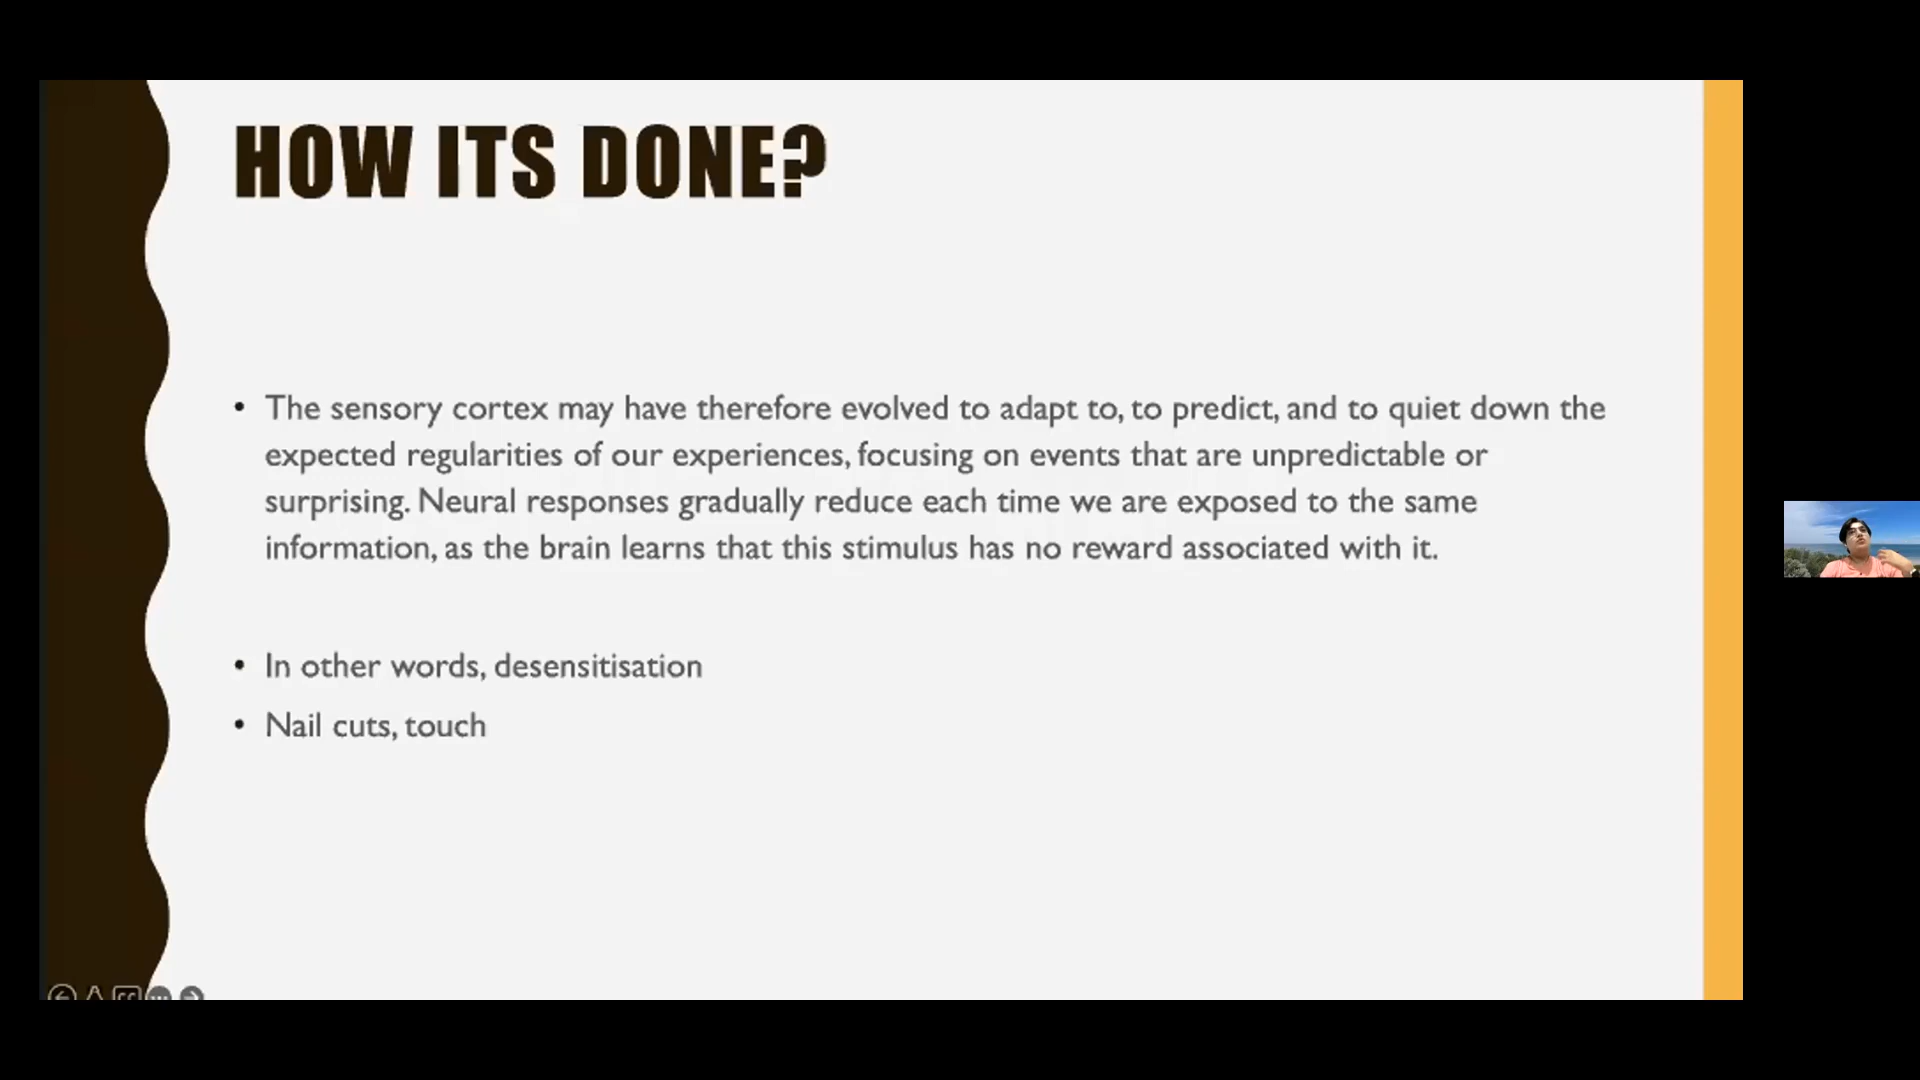 HOW ITS DONE?
• The sensory cortex may have therefore evolved to adapt to, to predict, and to quiet down the
expected regularities of our experiences, focusing on events that are unpredictable or
surprising. Neural responses gradually reduce each time we are exposed to the same
information, as the brain learns that this stimulus has no reward associated with it.
• In other words, desensitisation
• Nail cuts, touch